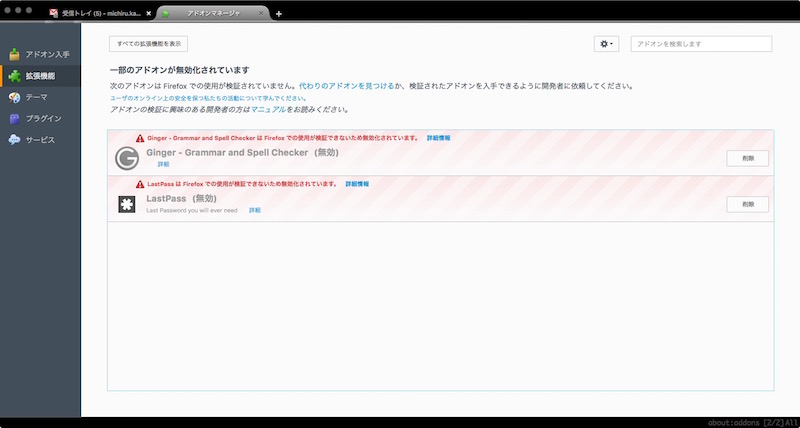 受信トレイ (5) - michiru.ka...
アドオンマネージャ
アドオン入手
拡張機能
テーマ
プラグイン
サービス
すべての拡張機能を表示
アドオンを検索します
一部のアドオンが無効化されています
次のアドオンは Firefox での使用が検証されていません。代わりのアドオンを見つけるか、検証されたアドオンを入手できるように開発者に依頼してください。
ユーザのオンライン上の安全を保つ私たちの活動について学んでください。
アドオンの検証に興味のある開発者の方はマニュアルをお読みください。
Ginger - Grammar and Spell Checker は Firefox での使用が検証できないため無効化されています。 詳細情報
Ginger - Grammar and Spell Checker (無効)
詳細
削除
LastPass は Firefox での使用が検証できないため無効化されています。 詳細情報
LastPass (無効)
Last Password you will ever need 詳細
削除
about:addons [2/2]All